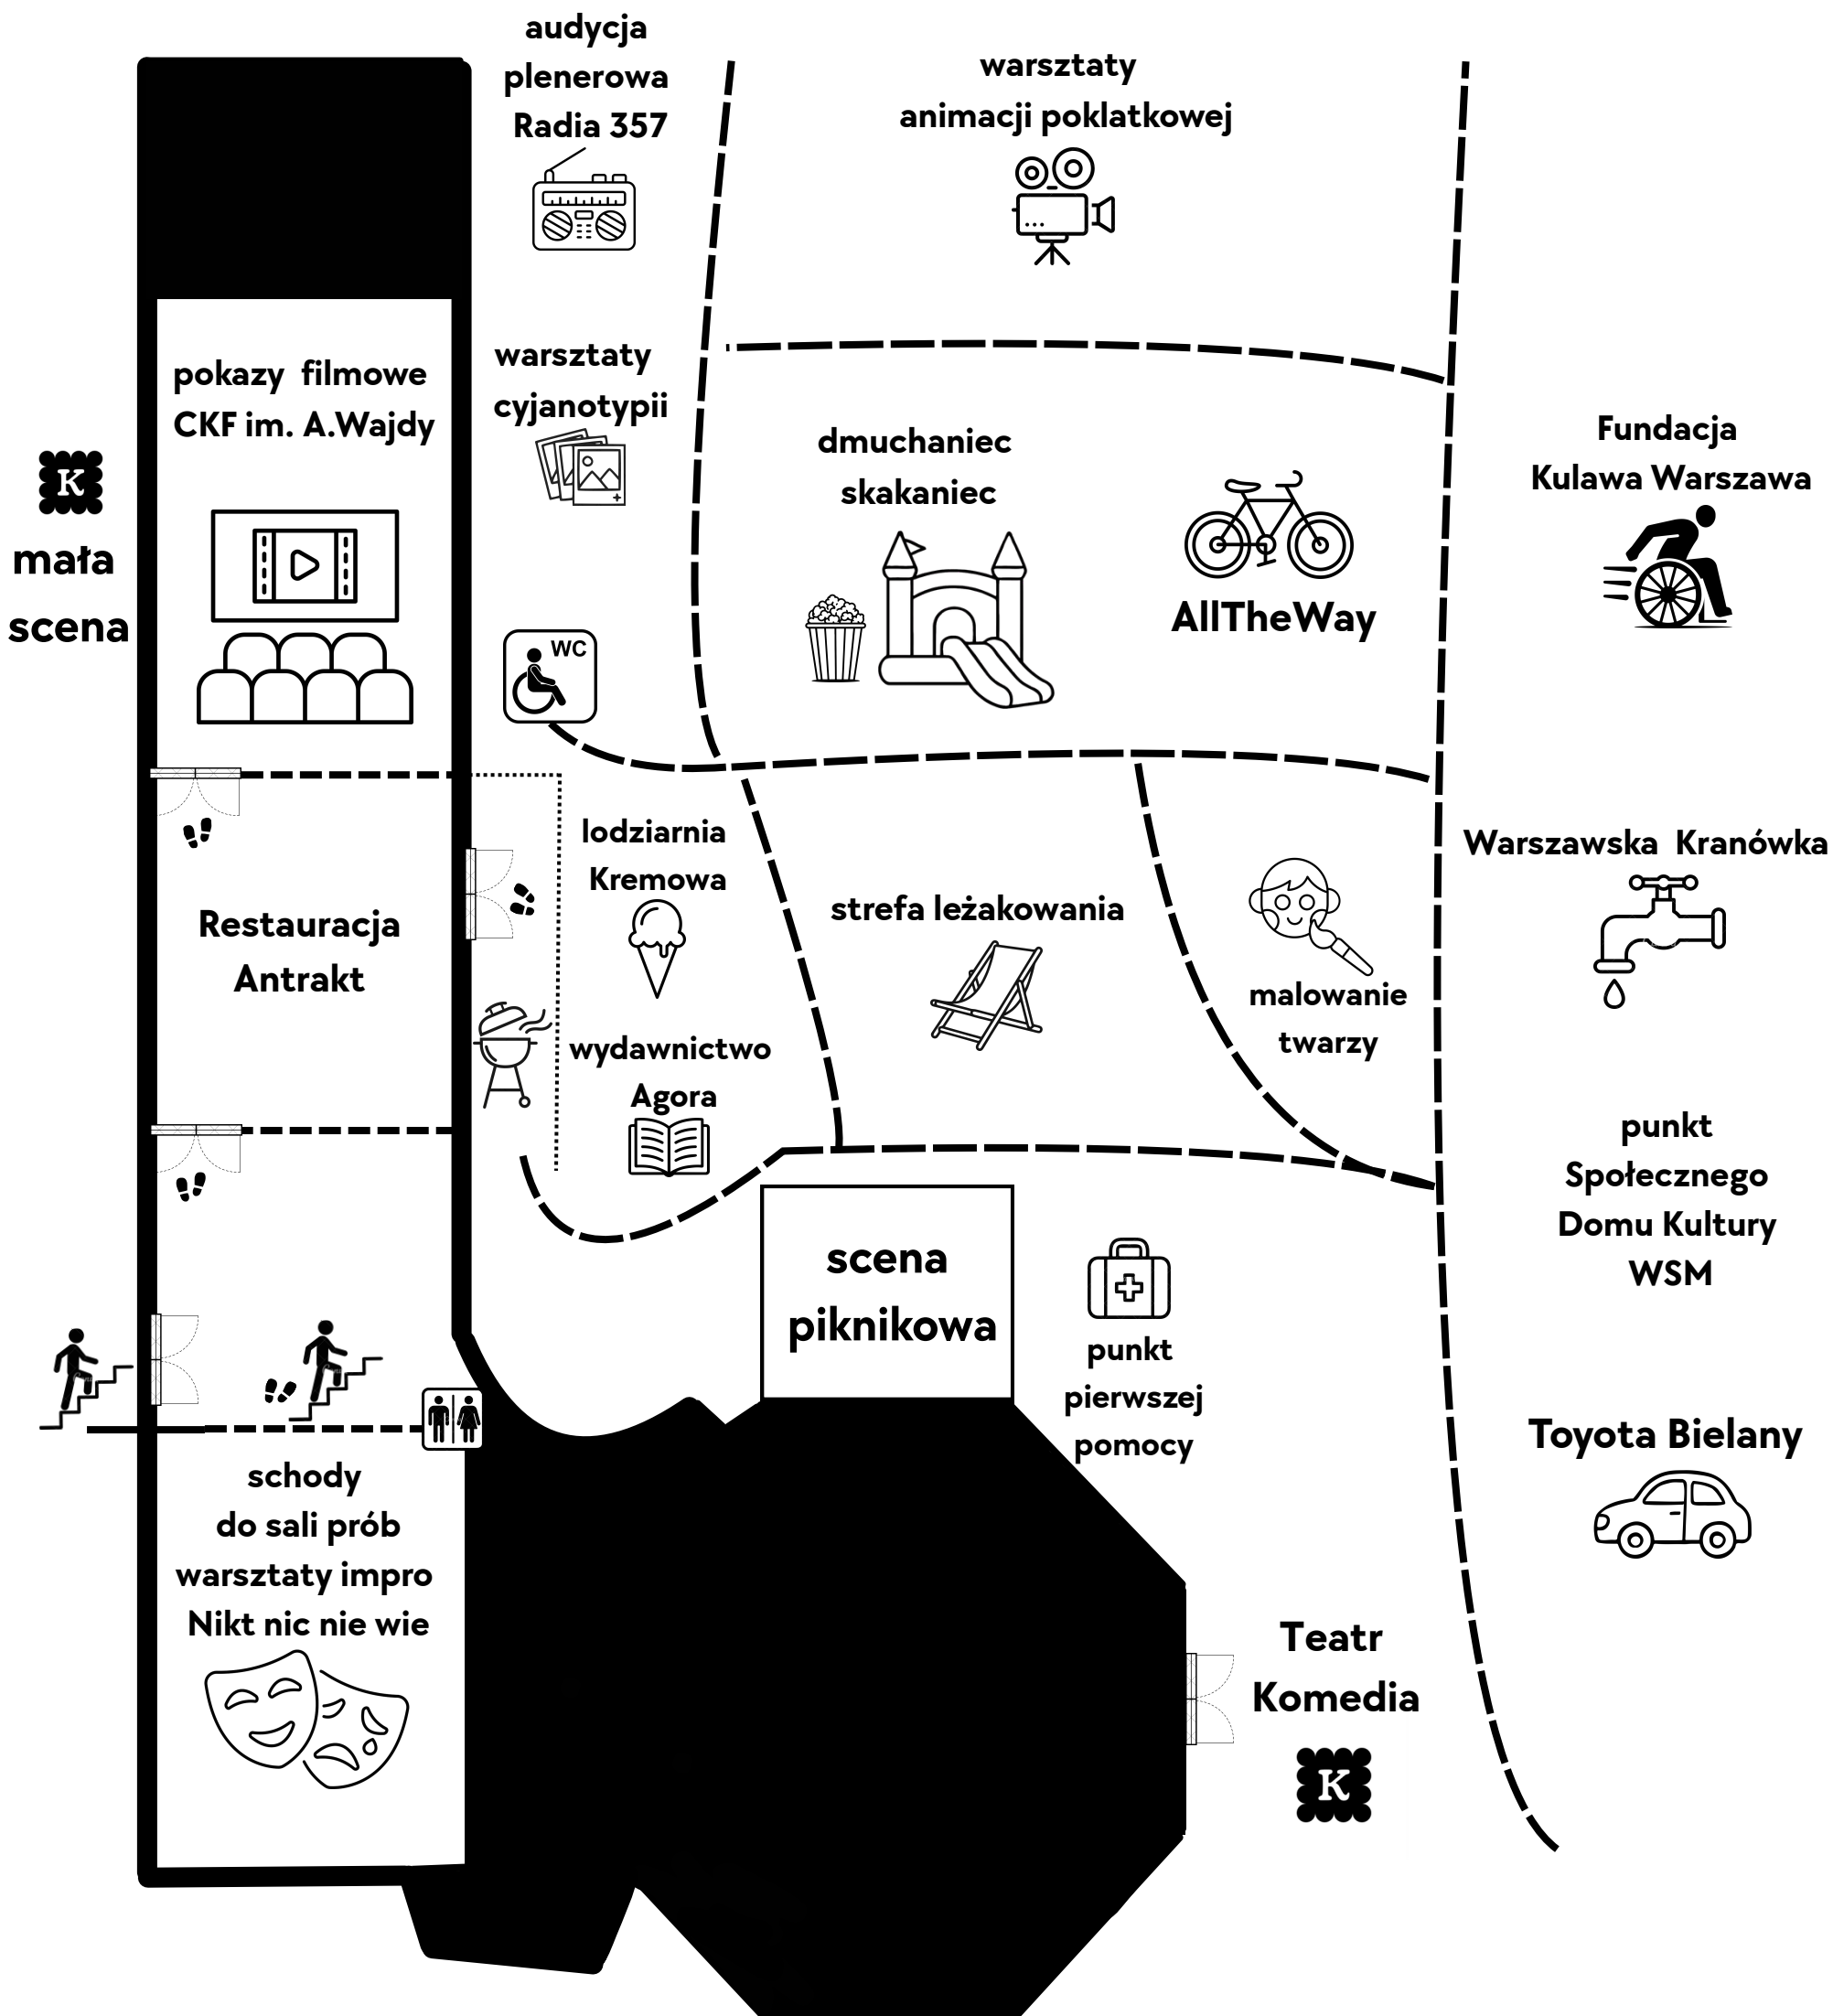 audycja
plenerowa
Radia 357
warsztaty
animacji poklatkowej
pokazy filmowe
CKF im. A.Wajdy
K
mała
scena
warsztaty
cyjanotypii
WC
dmuchaniec
skakaniec
AllTheWay
Fundacja
Kulawa Warszawa
Restauracja
Antrakt
lodziarnia
Kremowa
wydawnictwo
Agora
strefa leżakowania
malowanie
twarzy
Warszawska Kranówka
punkt
Społecznego
Domu Kultury
WSM
scena
piknikowa
punkt
pierwszej
pomocy
Toyota Bielany
schody
do sali prób
warsztaty impro
Nikt nic nie wie
Teatr
Komedia
K